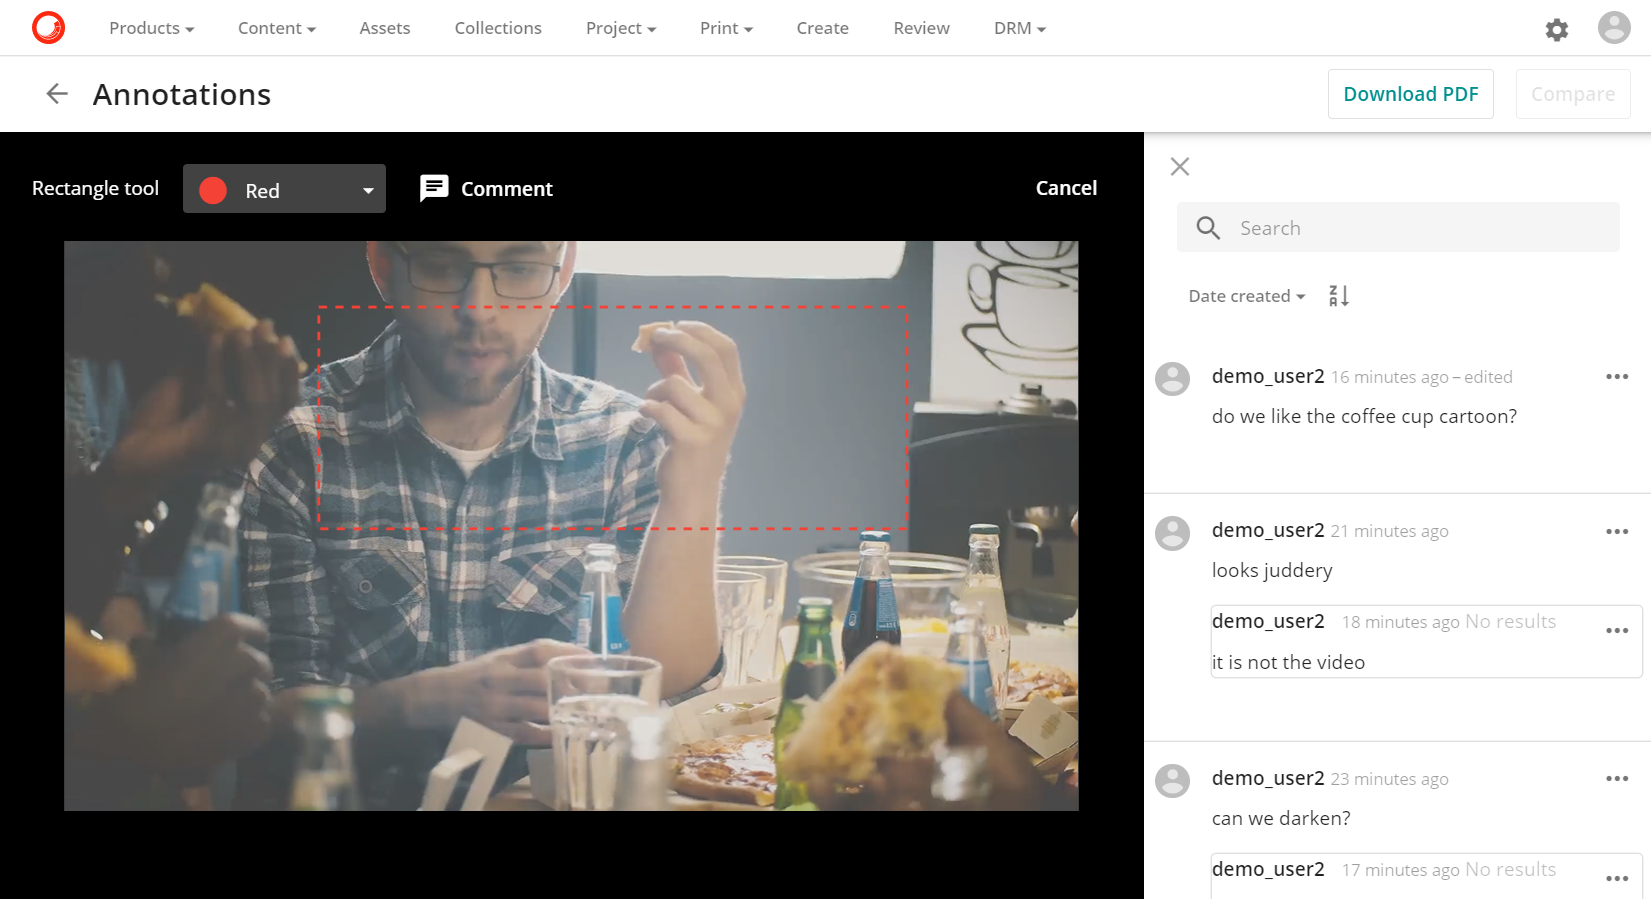 Products Content Assets Collections Project Print Create Review DRM
Annotations Download PDF Compare
Rectangle tool Red Comment Cancel
Search
Date created
Z
A
demo_user2 16 minutes ago – edited
do we like the coffee cup cartoon?
demo_user2 21 minutes ago
looks juddery
demo_user2 18 minutes ago No results
it is not the video
demo_user2 23 minutes ago
can we darken?
demo_user2 17 minutes ago No results